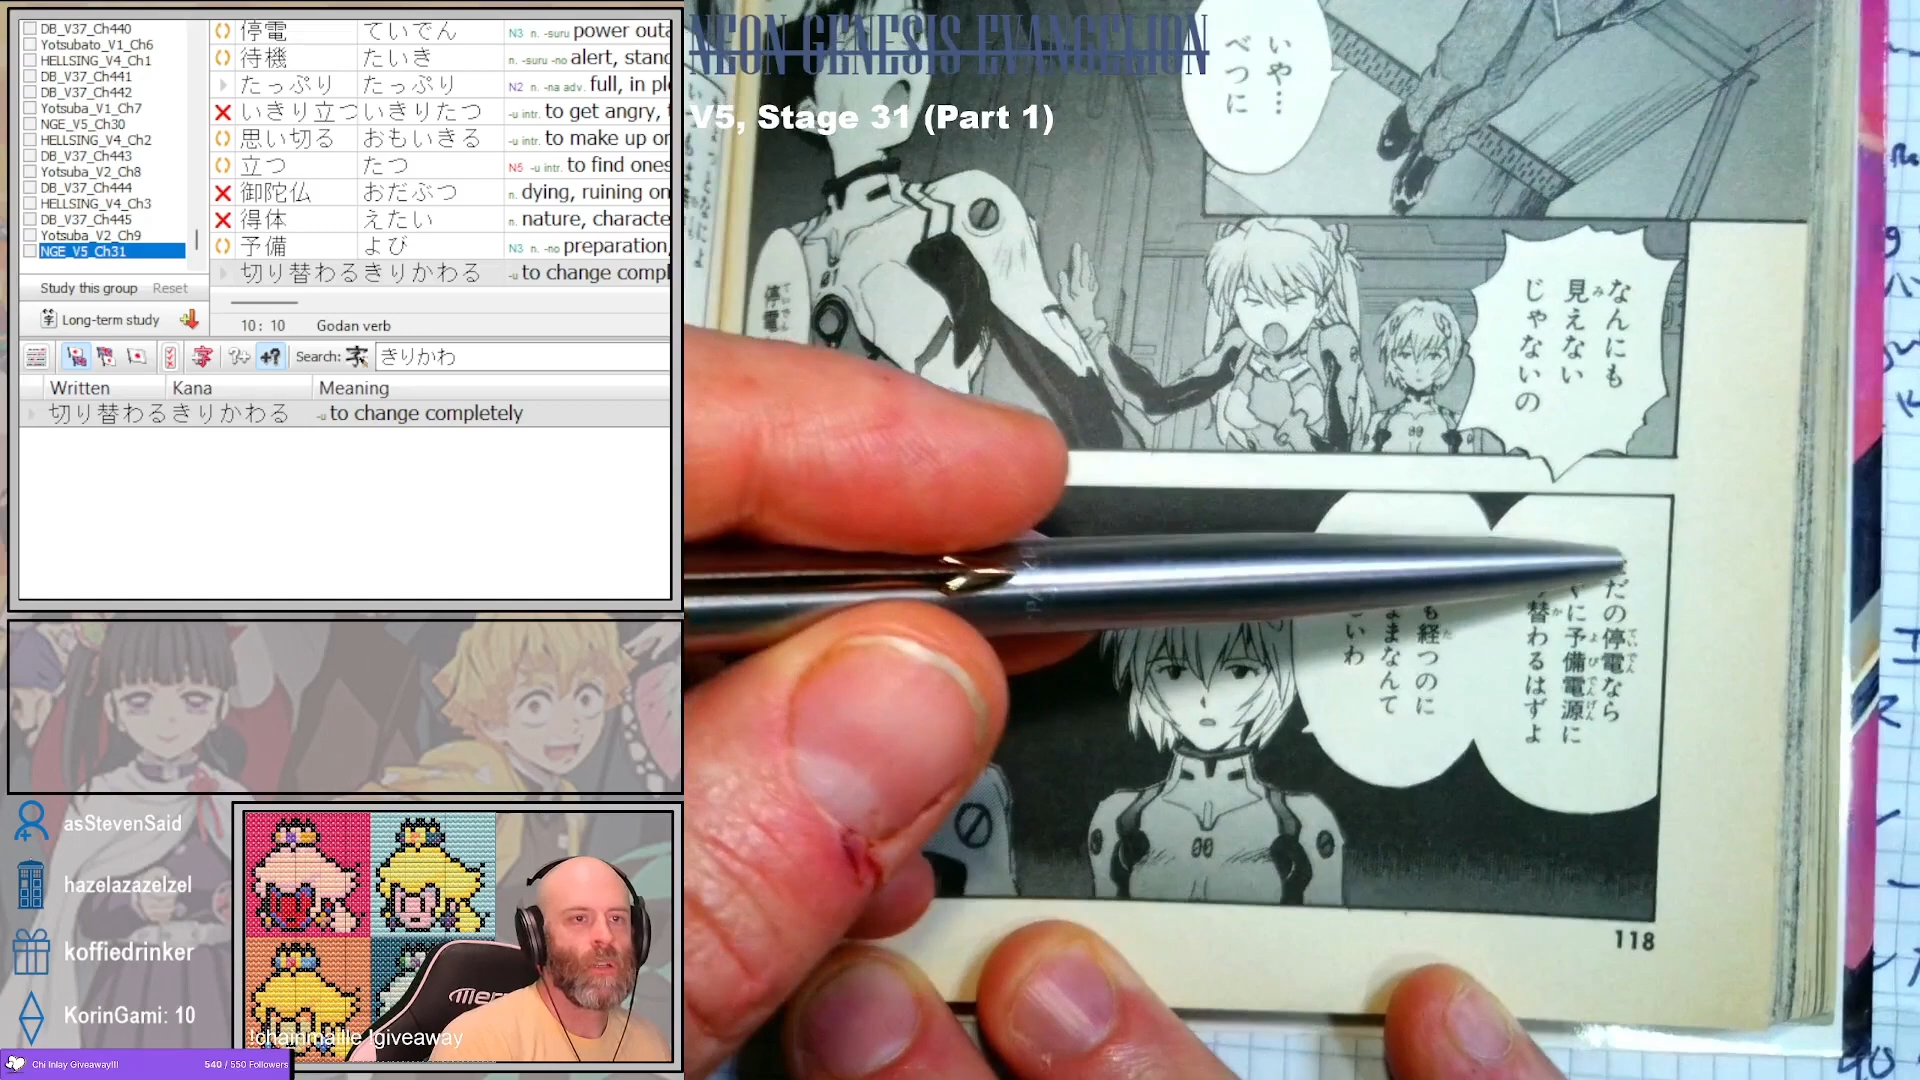 DB_V37_Ch440
Yotsubato_V1_Ch6
HELLSING_V4_Ch1
DB_V37_Ch441
DB_V37_Ch442
Yotsuba_V1_Ch7
NGE_V5_Ch30
HELLSING_V4_Ch2
DB_V37_Ch443
Yotsuba_V2_Ch8
DB_V37_Ch444
HELLSING_V4_Ch3
DB_V37_Ch445
Yotsuba_V2_Ch9
NGE_V5_Ch31
Study this group Reset
Long-term study
停電 ていでん N3 n. -suru power outa
待機 たいき n. -suru -no alert, stand
たっぷり たっぷり N2 n. -na adv. full, in pl
いきり立つ いきりたつ -u intr. to get angry,
思い切る おもいきる -u intr. to make up or
立つ たつ N5 -u intr. to find ones
御陀仏 おだぶつ n. dying, ruining on
得体 えたい n. nature, characte
予備 よび N3 n. -no preparation,
切り替わる きりかわる -u to change compl
10: 10 Godan verb
Search: 字 きりかわ
Written Kana Meaning
切り替わる きりかわる -u to change completely
asStevenSaid
hazelazazelzel
koffiedrinker
KorinGami: 10
Chi Inlay Giveaway!!! 540 / 550 Followers
!chainmaille !giveaway
NEON GENESIS EVANGELION
V5, Stage 31 (Part 1)
いや…
べつに
停電
なんにも
見えない
じゃないの
だの停電なら
に予備電源に
替わるはずよ
も経つのに
まなんて
いわ
01
00
00
PARKER
118